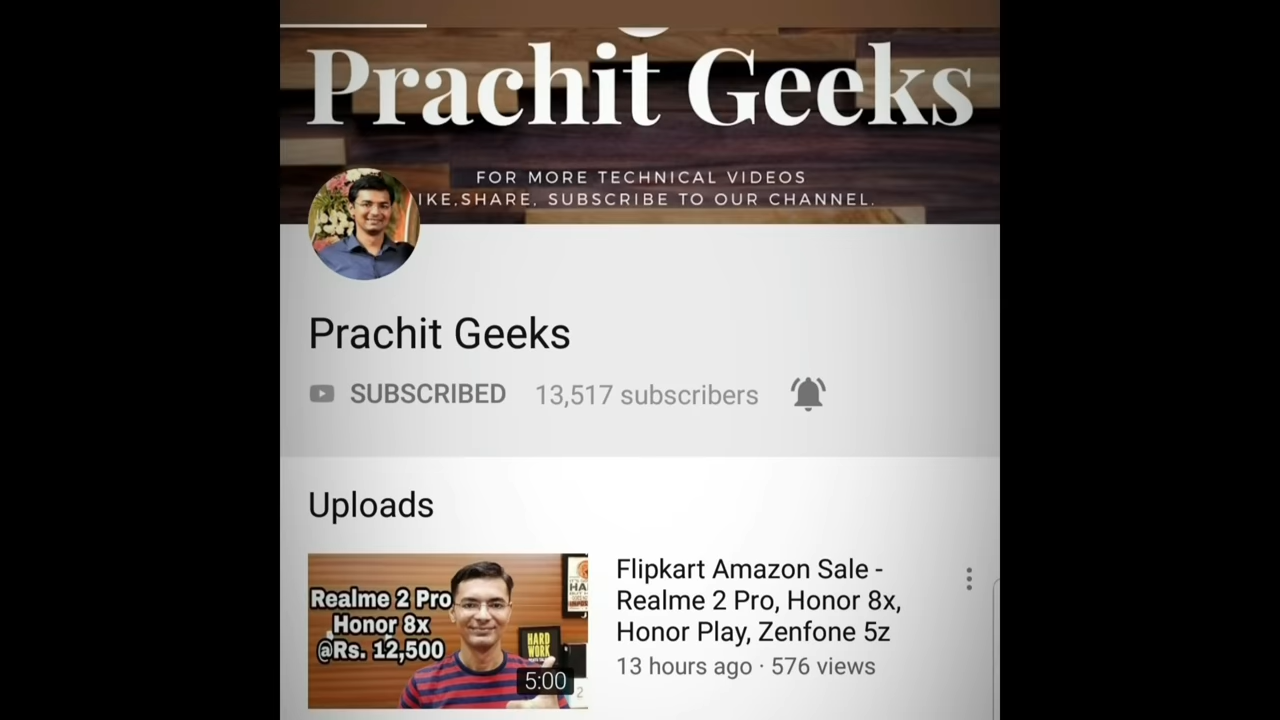 Prachit Geeks
FOR MORE TECHNICAL VIDEOS
IKE,SHARE, SUBSCRIBE TO OUR CHANNEL.
Prachit Geeks
SUBSCRIBED 13,517 subscribers
Uploads
Realme 2 Pro
Honor 8x
@Rs. 12,500
HARD
WORK
5:00
Flipkart Amazon Sale -
Realme 2 Pro, Honor 8x,
Honor Play, Zenfone 5z
13 hours ago · 576 views